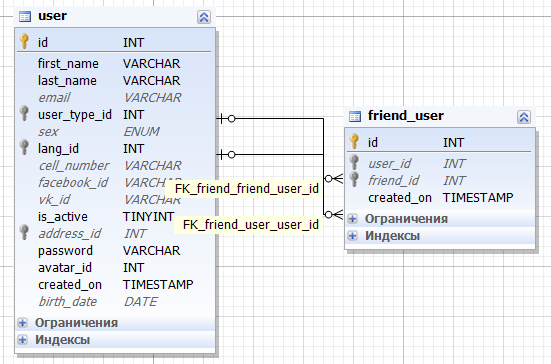 user
id INT
first_name VARCHAR
last_name VARCHAR
email VARCHAR
user_type_id INT
sex ENUM
lang_id INT
cell_number VARCHAR
facebook_id VARCHAR
vk_id VARCHAR
is_active TINYINT
address_id INT
password VARCHAR
avatar_id INT
created_on TIMESTAMP
birth_date DATE
Ограничения
Индексы
FK_friend_friend_user_id
FK_friend_user_user_id
friend_user
id INT
user_id INT
friend_id INT
created_on TIMESTAMP
Ограничения
Индексы